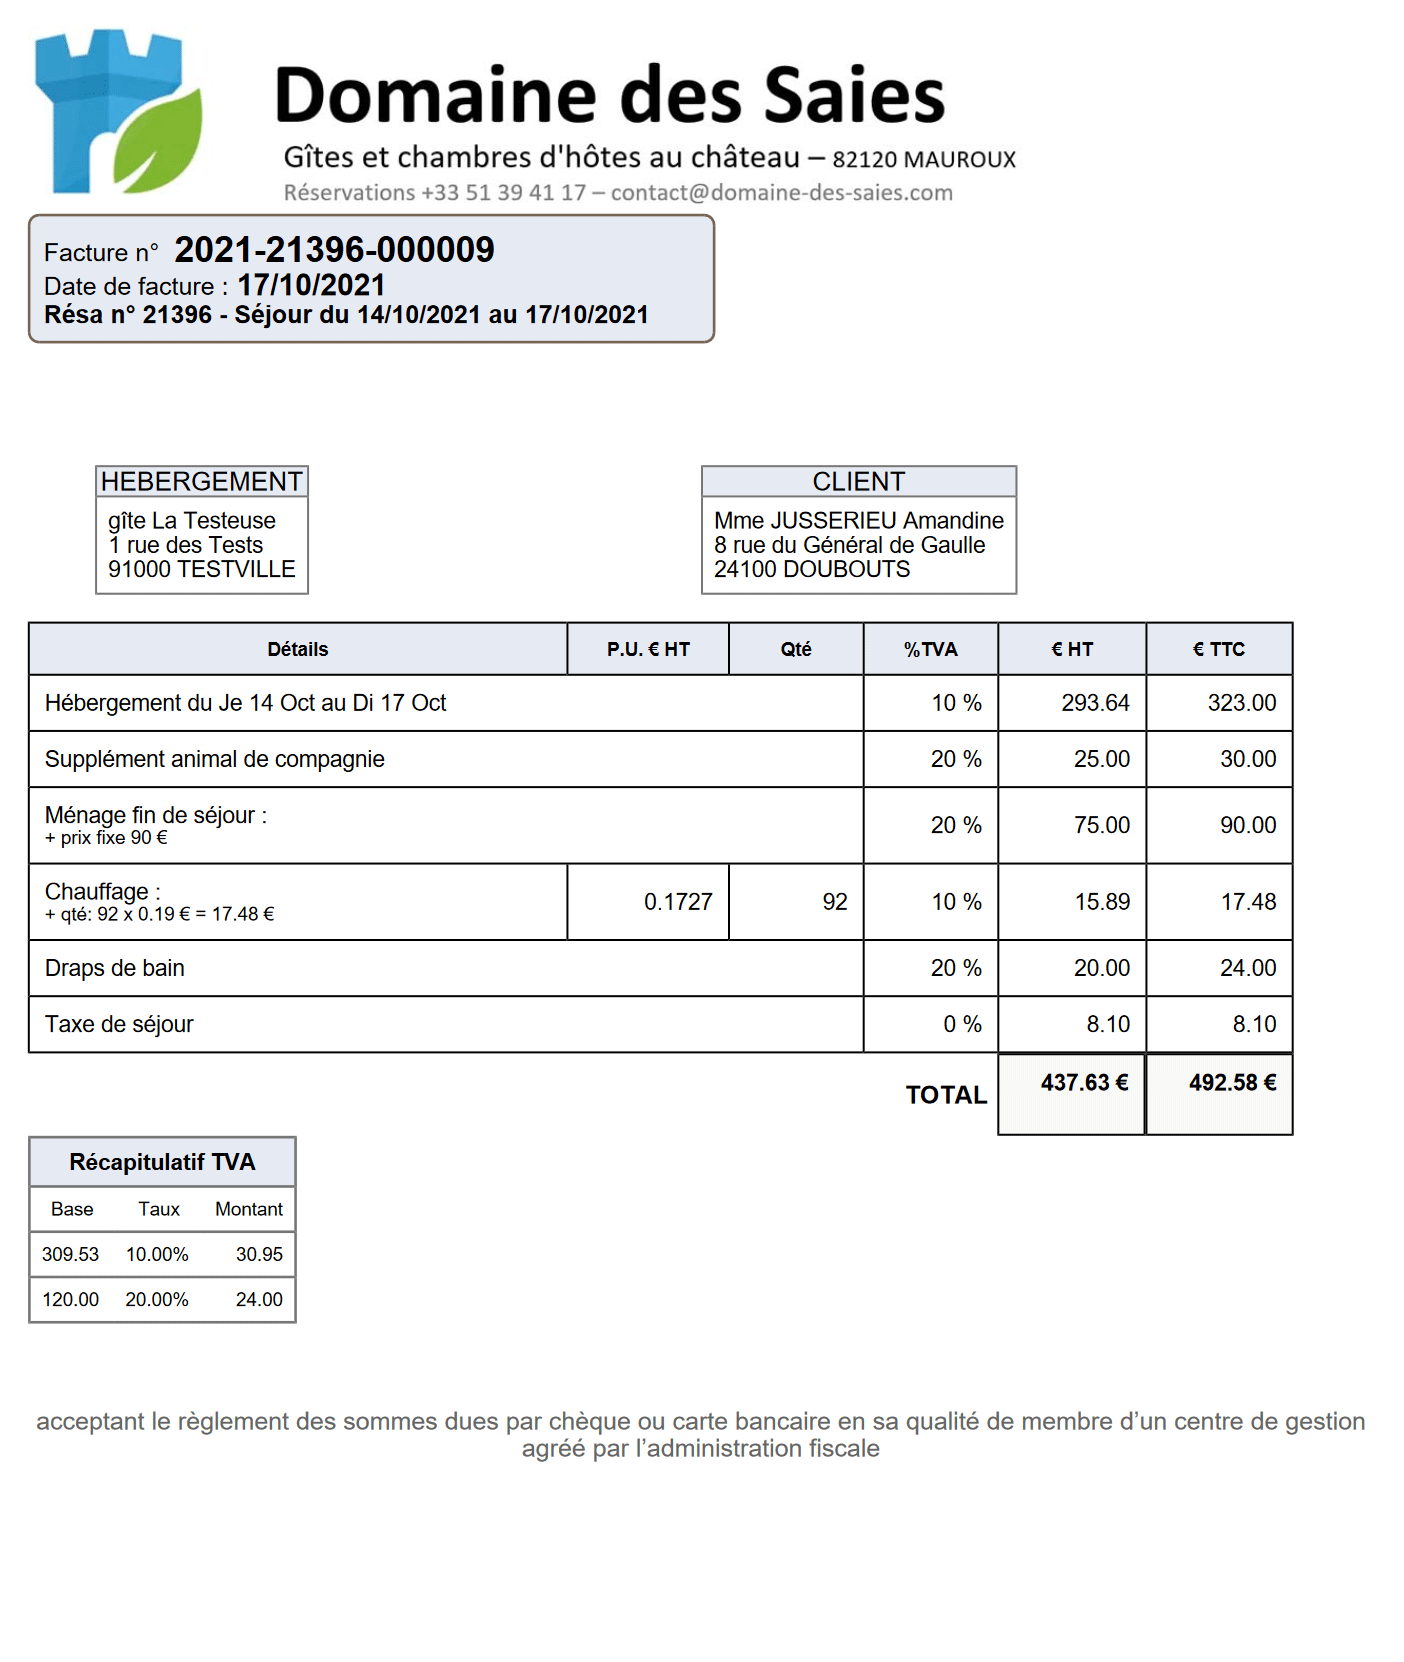 Domaine des Saies
Gîtes et chambres d'hôtes au château – 82120 MAUROUX
Réservations +33 51 39 41 17 – contact@domaine-des-saies.com
Facture n° 2021-21396-000009
Date de facture : 17/10/2021
Résa n° 21396 - Séjour du 14/10/2021 au 17/10/2021
HEBERGEMENT
gîte La Testeuse
1 rue des Tests
91000 TESTVILLE
CLIENT
Mme JUSSERIEU Amandine
8 rue du Général de Gaulle
24100 DOUBOUTS
Détails P.U. € HT Qté %TVA € HT € TTC
Hébergement du Je 14 Oct au Di 17 Oct 10 % 293.64 323.00
Supplément animal de compagnie 20 % 25.00 30.00
Ménage fin de séjour :
+ prix fixe 90 €
20 % 75.00 90.00
Chauffage :
+ qté: 92 x 0.19 € = 17.48 €
0.1727 92 10 % 15.89 17.48
Draps de bain 20 % 20.00 24.00
Taxe de séjour 0 % 8.10 8.10
TOTAL 437.63 € 492.58 €
Récapitulatif TVA
Base Taux Montant
309.53 10.00% 30.95
120.00 20.00% 24.00
acceptant le règlement des sommes dues par chèque ou carte bancaire en sa qualité de membre d’un centre de gestion
agréé par l’administration fiscale